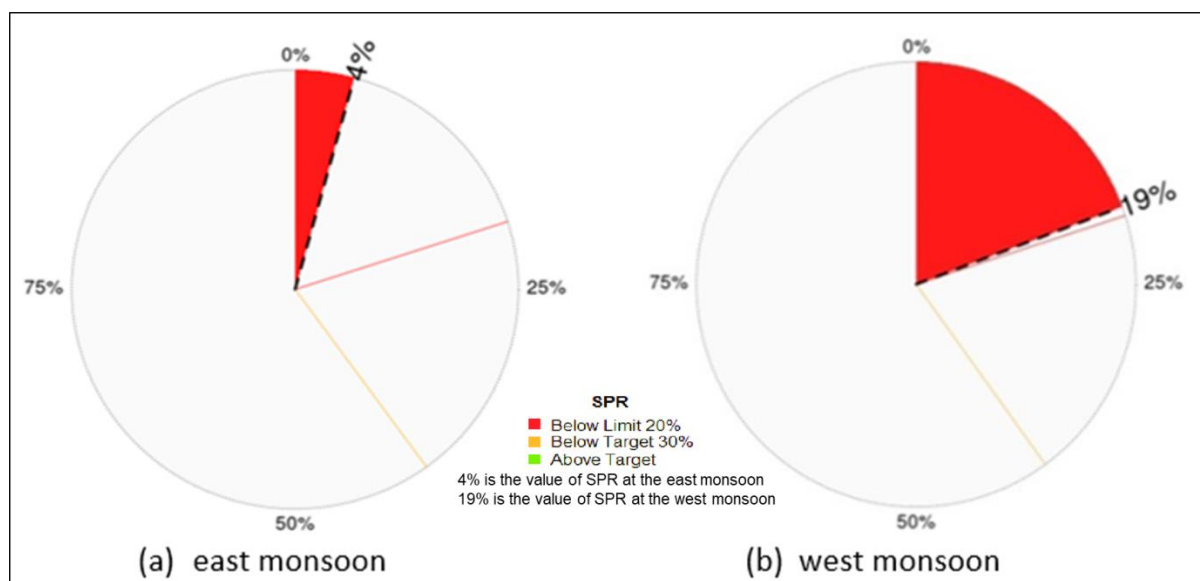 0%
4%
75%
25%
50%
0%
19%
75%
25%
50%
SPR
Below Limit 20%
Below Target 30%
Above Target
4% is the value of SPR at the east monsoon
19% is the value of SPR at the west monsoon
(a) east monsoon
(b) west monsoon